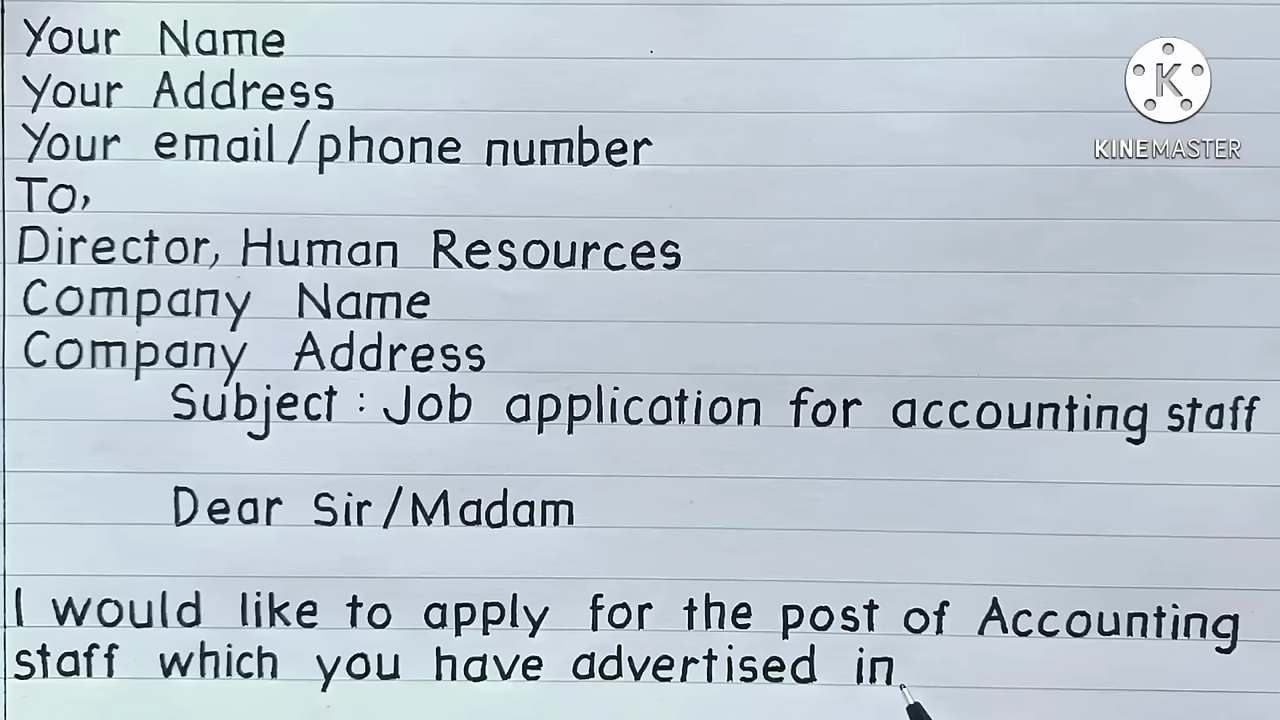 Your Name
Your Address
Your email/phone number
To,
Director, Human Resources
Company Name
Company Address
Subject : Job application for accounting staff
Dear Sir/Madam
I would like to apply for the post of Accounting
staff which you have advertised in
K
KINEMASTER